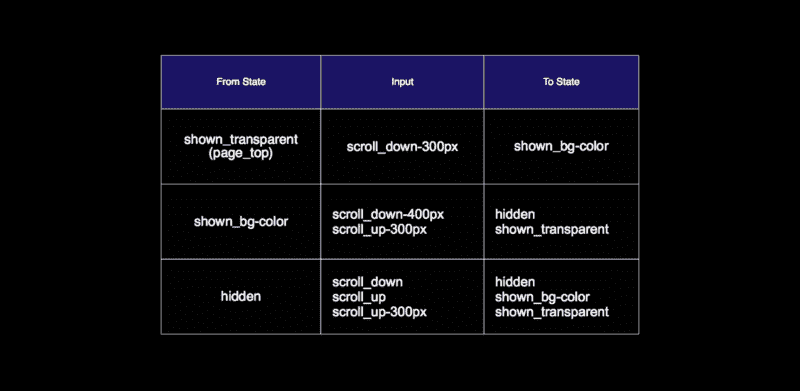 From State
Input
To State
shown_transparent
(page_top)
scroll_down-300px
shown_bg-color
shown_bg-color
scroll_down-400px
scroll_up-300px
hidden
shown_transparent
hidden
scroll_down
scroll_up
scroll_up-300px
hidden
shown_bg-color
shown_transparent